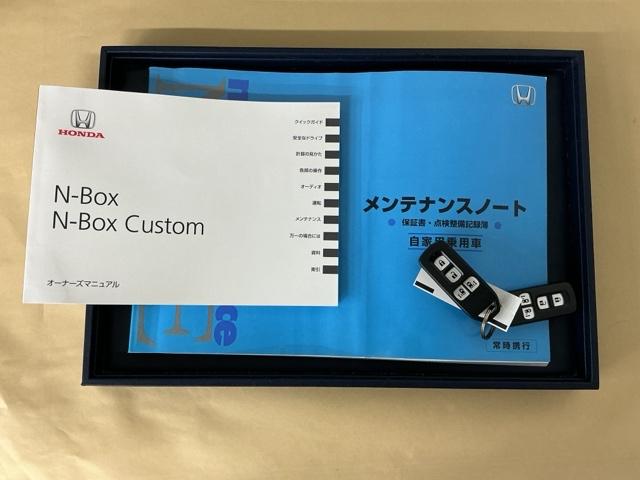 HONDA
N-Box
N-Box Custom
オーナーズマニュアル
クイックガイド
安全なドライブ
計器の見かた
各部の操作
オーディオ
運転
メンテナンス
万一の場合には
資料
索引
メンテナンスノート
保証書・点検整備記録簿
自家用乗用車
常時携行
ce